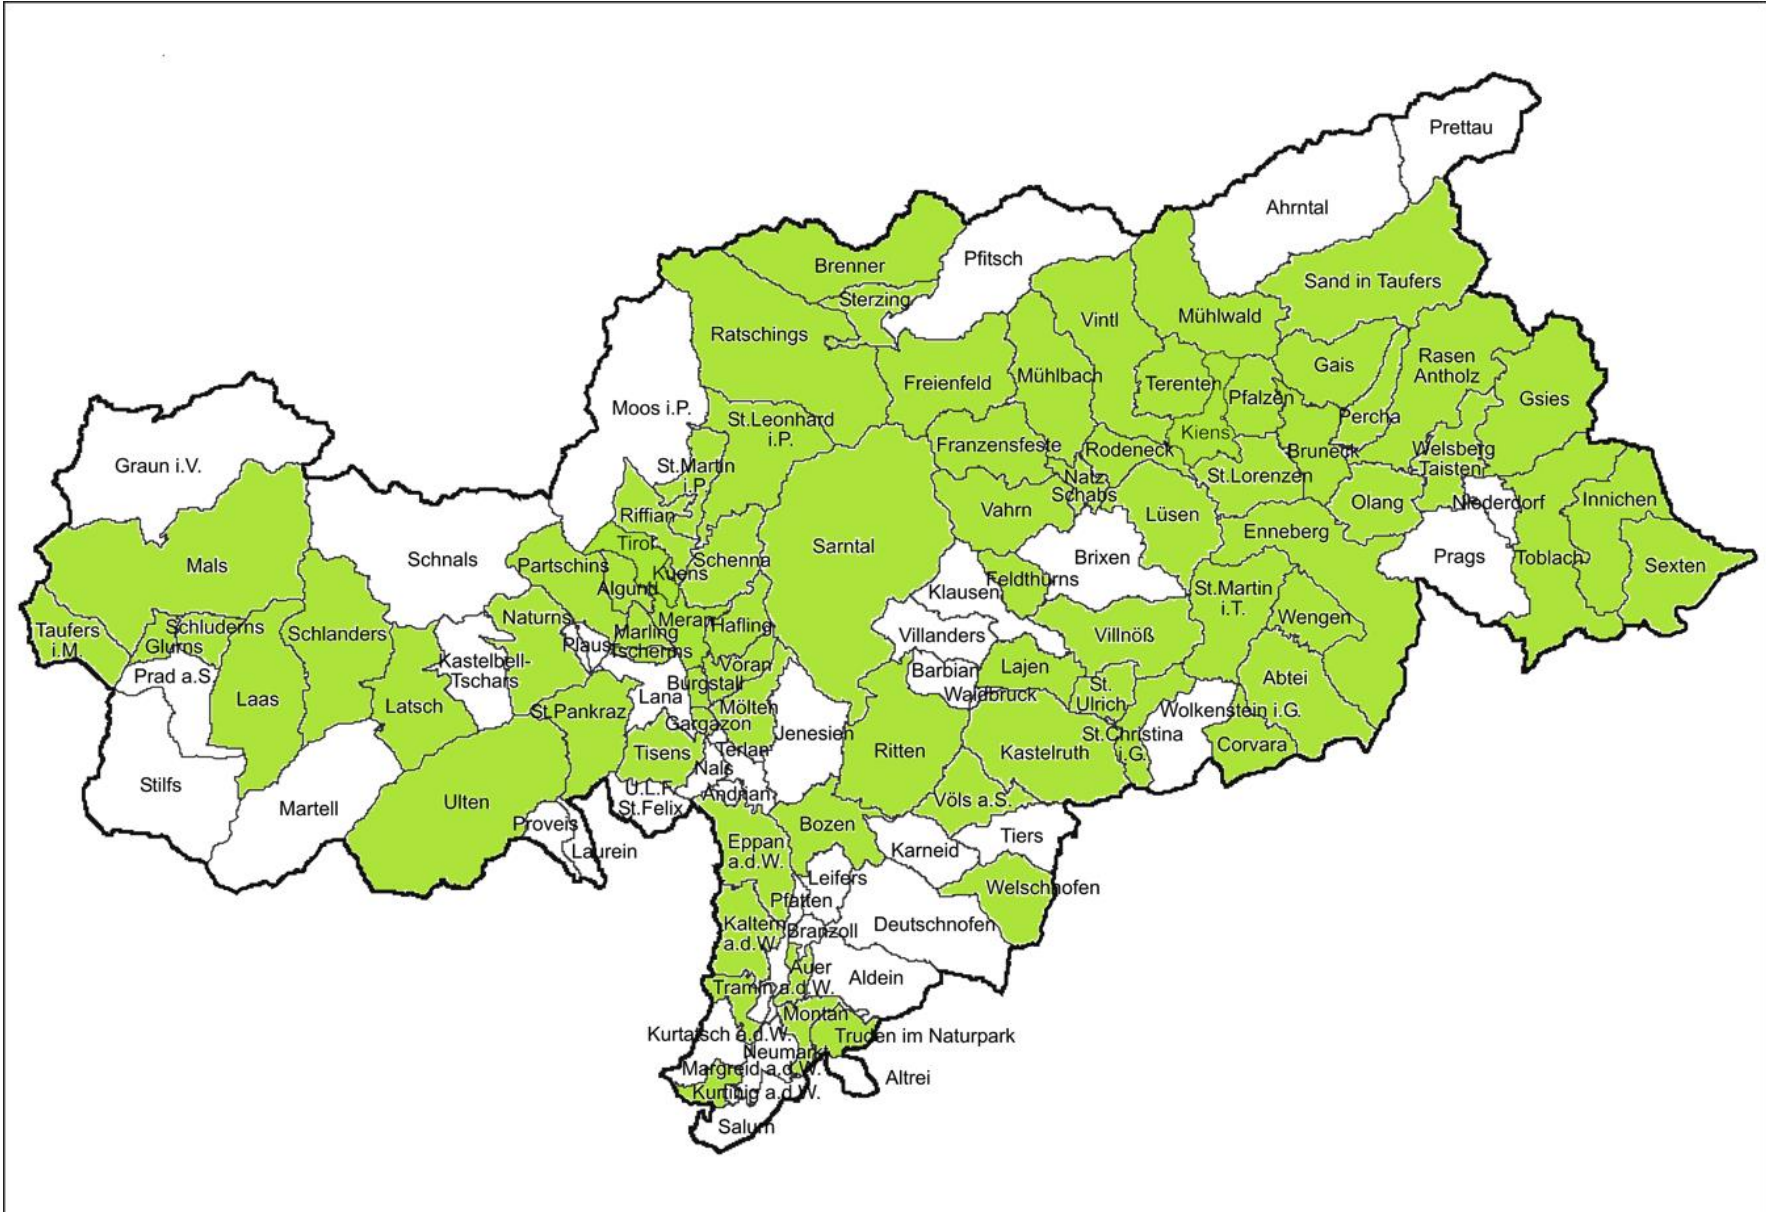 Prettau
Ahrntal
Pfitsch
Brenner
Sand in Taufers
Sterzing
Mühlwald
Vintl
Ratschings
Rasen
Antholz
Gais
Mühlbach
Freienfeld
Terenten
Pfalzen
Gsies
Moos i.P.
Percha
St.Leonhard
i.P.
Kiens
Franzensfeste
Rodeneck
Bruneck
Welsberg
-Taisten
Graun i.V.
St.Martin
i.P.
Natz-
Schabs
St.Lorenzen
Niederdorf
Innichen
Olang
Vahrn
Lüsen
Riffian
Enneberg
Tirol
Sarntal
Schnals
Brixen
Prags
Toblach
Sexten
Mals
Partschins
Schenna
Kuens
Algund
Feldthurns
Klausen
St.Martin
i.T.
Wengen
Naturns
Meran
Hafling
Taufers
i.M.
Schluderns
Glurns
Schlanders
Marling
Tscherms
Plaus
Villanders
Villnöß
Kastelbell-
Tschars
Vöran
Barbian
Lajen
Prad a.S.
Burgstall
Waidbruck
St.
Ulrich
Abtei
Laas
Latsch
St.Pankraz
Lana
Mölten
Wolkenstein i.G.
Gargazon
Jenesien
St.Christina
i.G.
Corvara
Tisens
Terlan
Ritten
Kastelruth
Nals
Stilfs
Martell
Ulten
U.L.F.
St.Felix
Andrian
Völs a.S.
Proveis
Laurein
Bozen
Eppan
a.d.W.
Karneid
Tiers
Leifers
Welschnofen
Pfatten
Kaltern
a.d.W.
Branzoll
Deutschnofen
Auer
Aldein
Tramin a.d.W.
Montan
Kurtatsch a.d.W.
Truden im Naturpark
Neumarkt
Margreid a.d.W.
Altrei
Kurtinig a.d.W.
Salurn